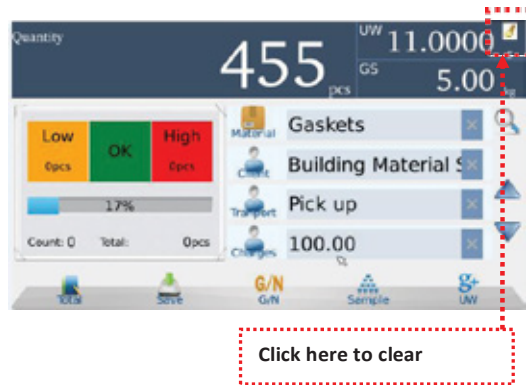 Quantity
455 pcs
UW 11.0000
GS 5.00 kg
Low
0pcs
OK
High
0pcs
17%
Count: 0 Total: 0pcs
Material Gaskets x
Client Building Material S x
Tranport Pick up x
Charges 100.00 x
Total
Save
G/N
G/N
Sample
g+
UW
Click here to clear